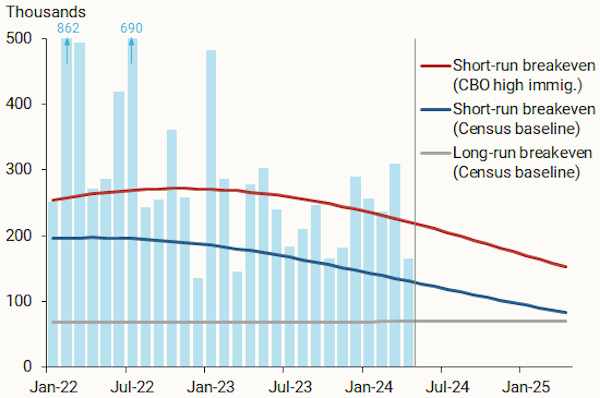 Thousands
862
690
500
400
300
200
100
0
Short-run breakeven
(CBO high immig.)
Short-run breakeven
(Census baseline)
Long-run breakeven
(Census baseline)
Jan-22 Jul-22 Jan-23 Jul-23 Jan-24 Jul-24 Jan-25